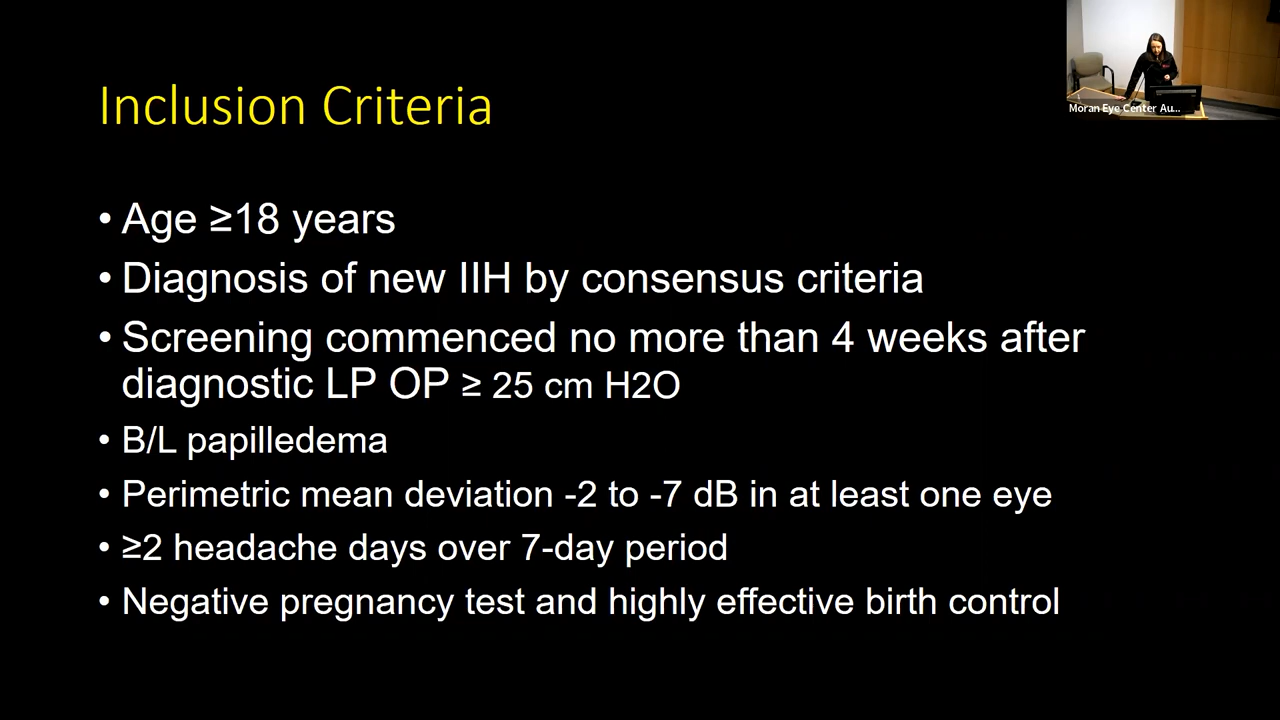 Moran Eye Center Au...
Inclusion Criteria
• Age ≥18 years
• Diagnosis of new IIH by consensus criteria
• Screening commenced no more than 4 weeks after
diagnostic LP OP ≥ 25 cm H2O
• B/L papilledema
• Perimetric mean deviation -2 to -7 dB in at least one eye
• ≥2 headache days over 7-day period
• Negative pregnancy test and highly effective birth control